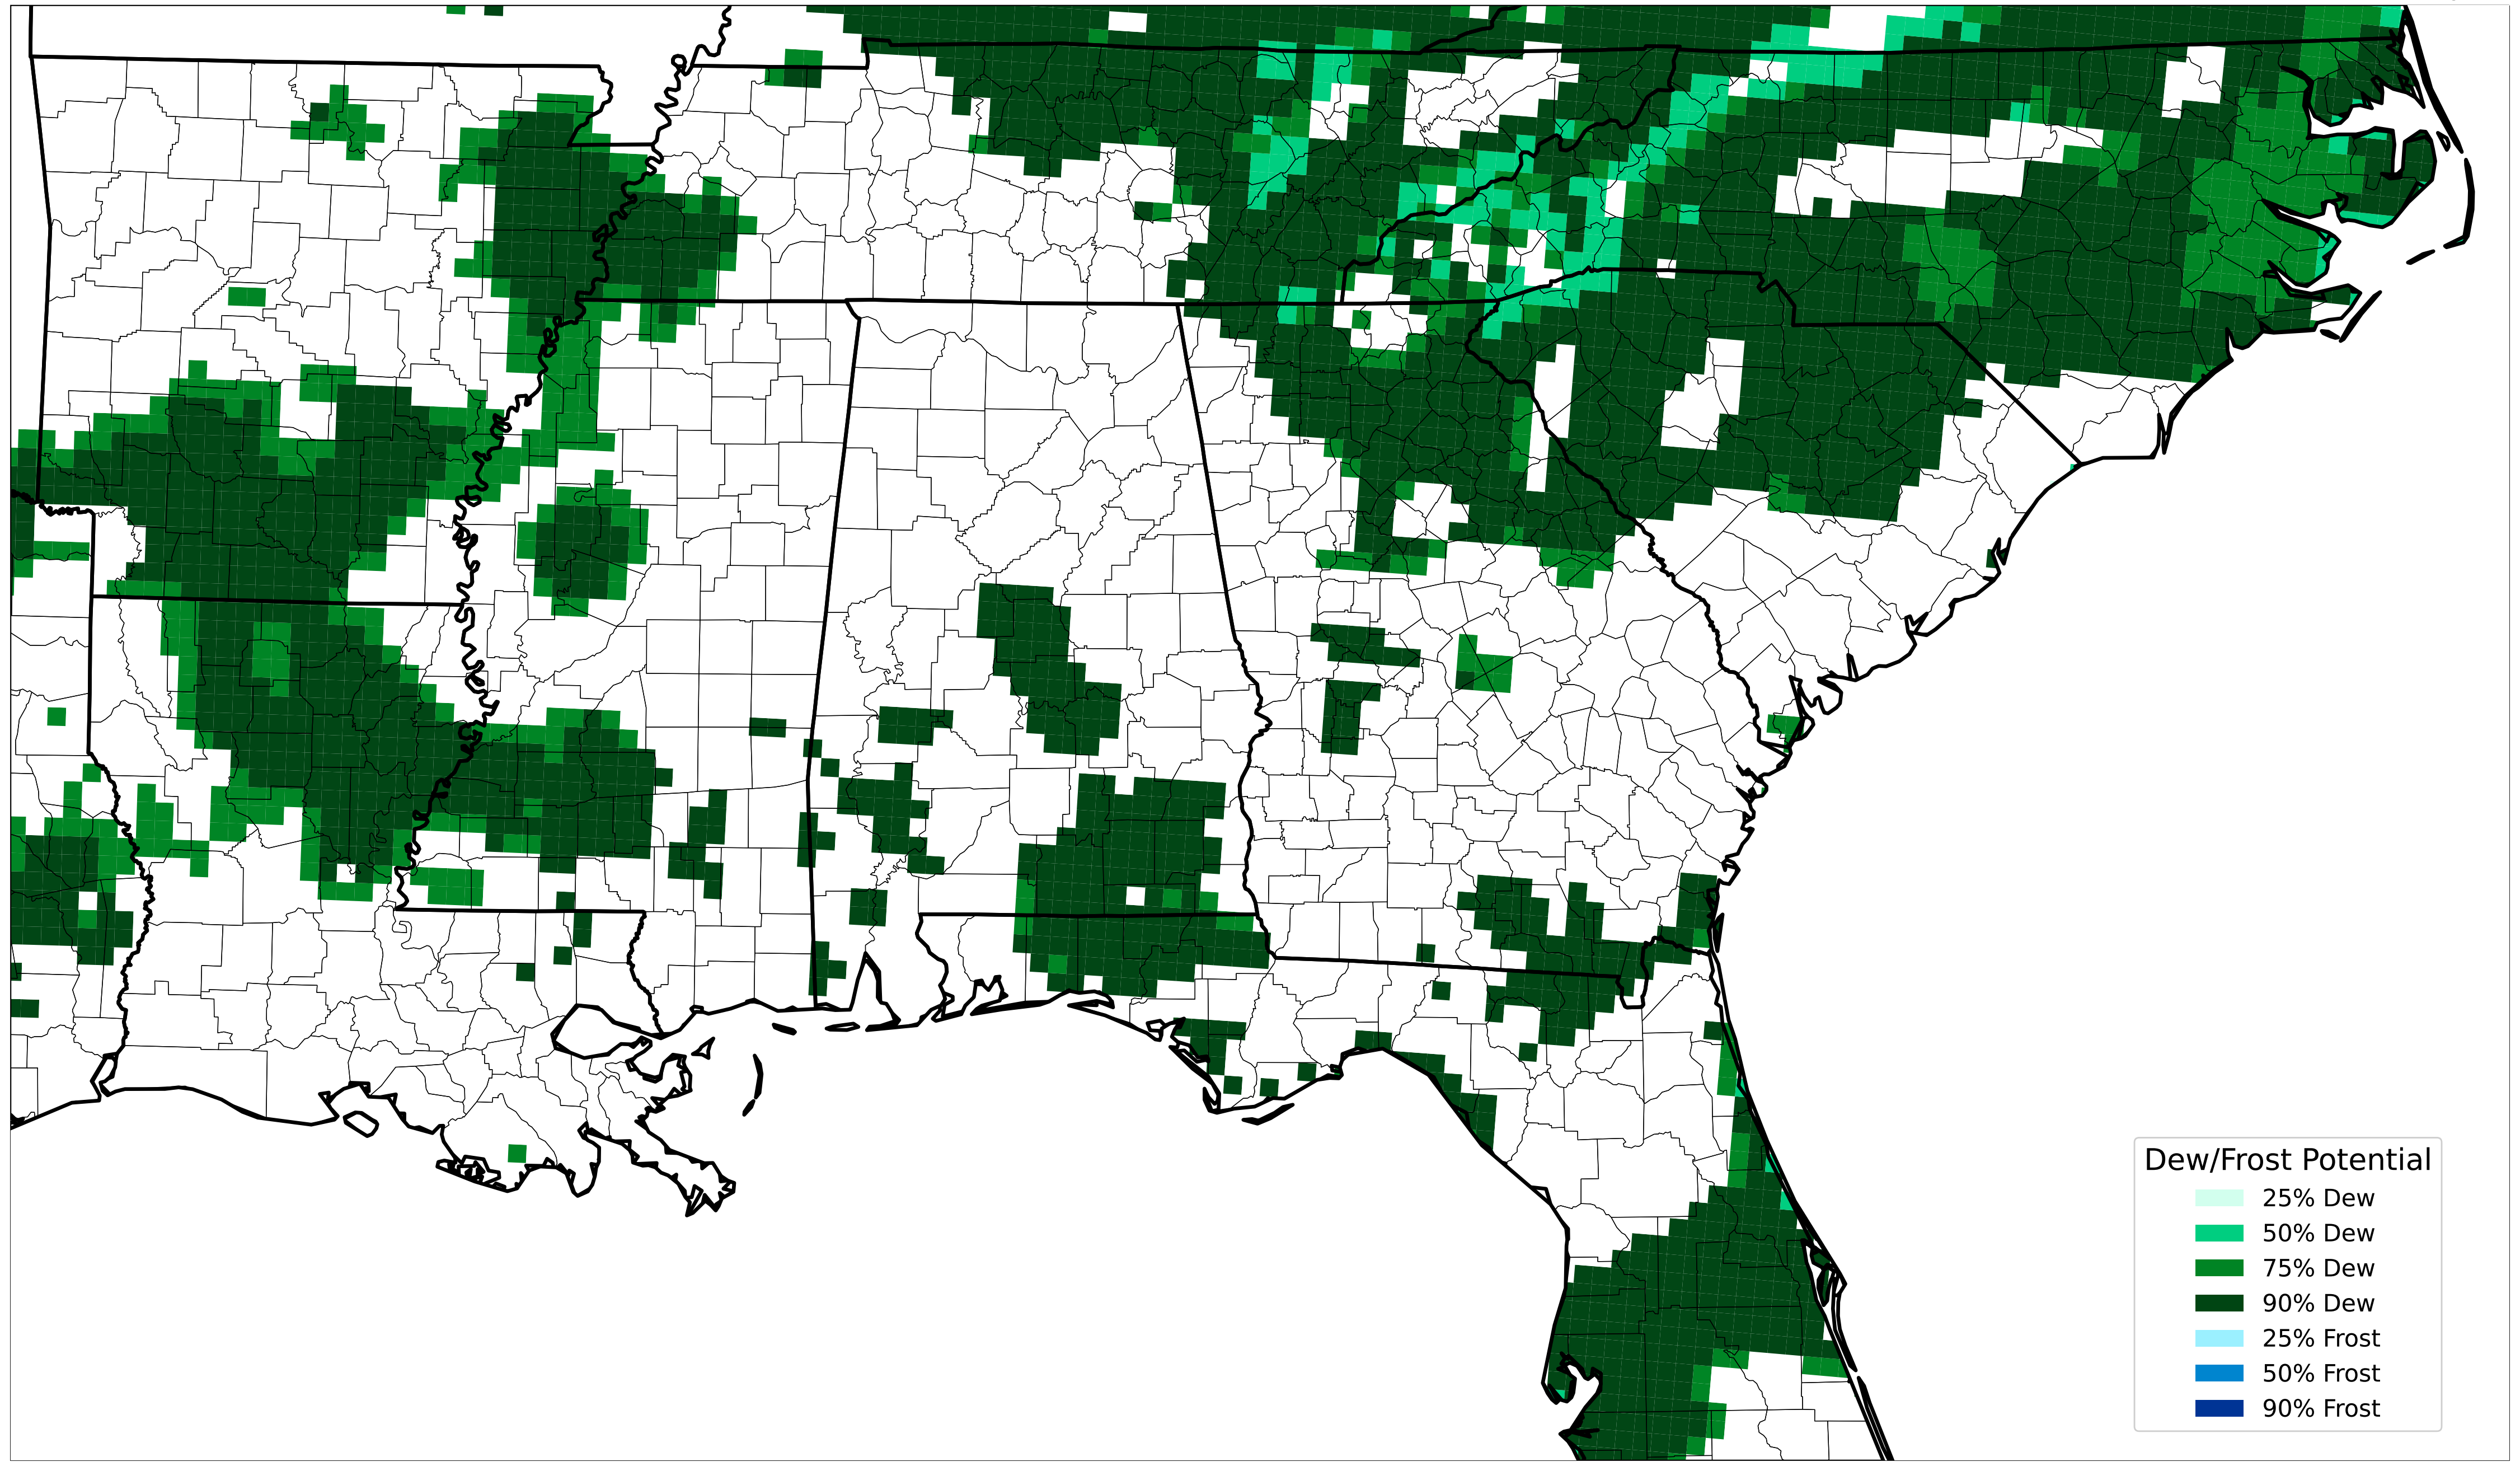 Dew/Frost Potential
25% Dew
50% Dew
75% Dew
90% Dew
25% Frost
50% Frost
90% Frost